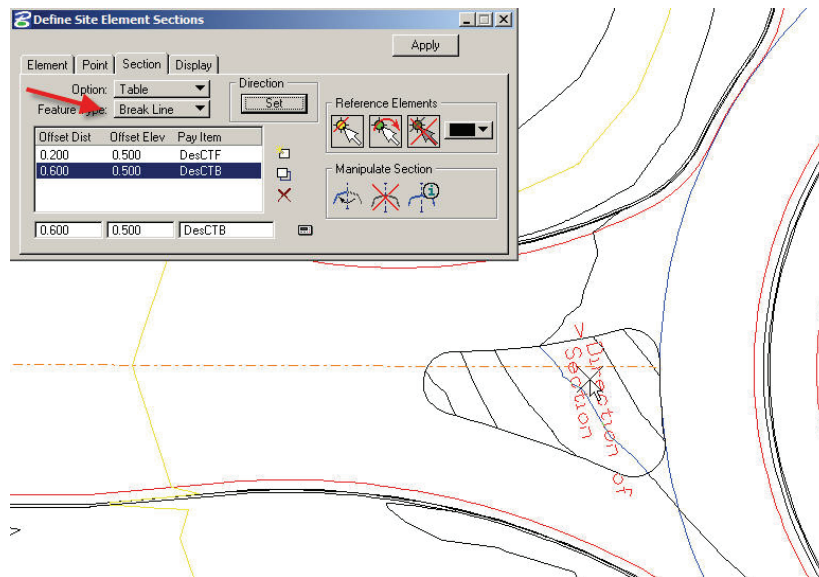 Define Site Element Sections
Apply
Element Point Section Display
Option: Table
Feature Type: Break Line
Direction
Set
Reference Elements
Offset Dist Offset Elev Pay Item
0.200 0.500 DesCTF
0.600 0.500 DesCTB
Manipulate Section
0.600 0.500 DesCTB
Direction of
Section